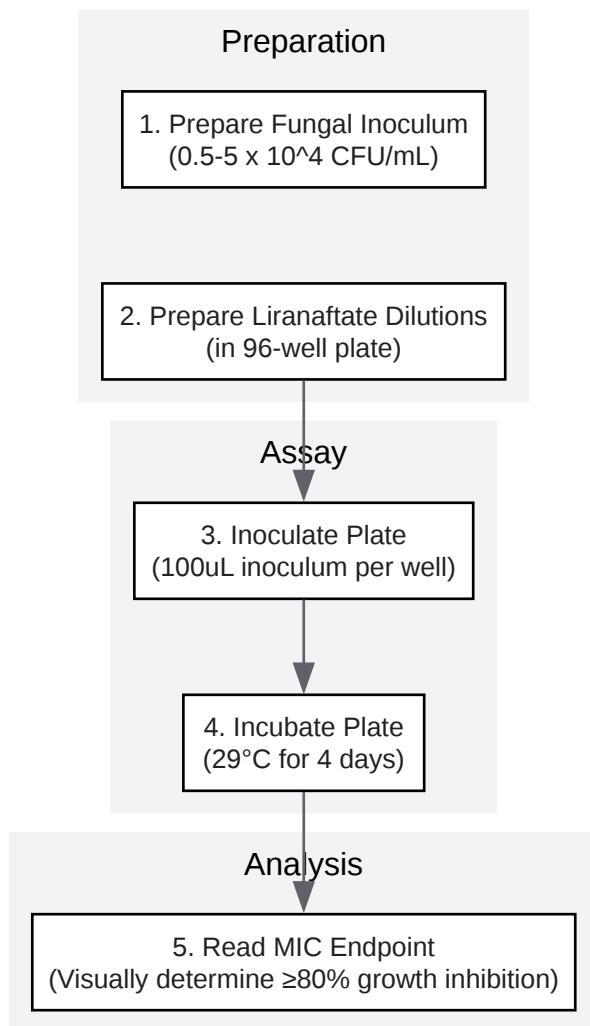 Preparation
1. Prepare Fungal Inoculum
(0.5-5 x 10^4 CFU/mL)
2. Prepare Liranaftate Dilutions
(in 96-well plate)
Assay
3. Inoculate Plate
(100uL inoculum per well)
4. Incubate Plate
(29°C for 4 days)
Analysis
5. Read MIC Endpoint
(Visually determine ≥80% growth inhibition)